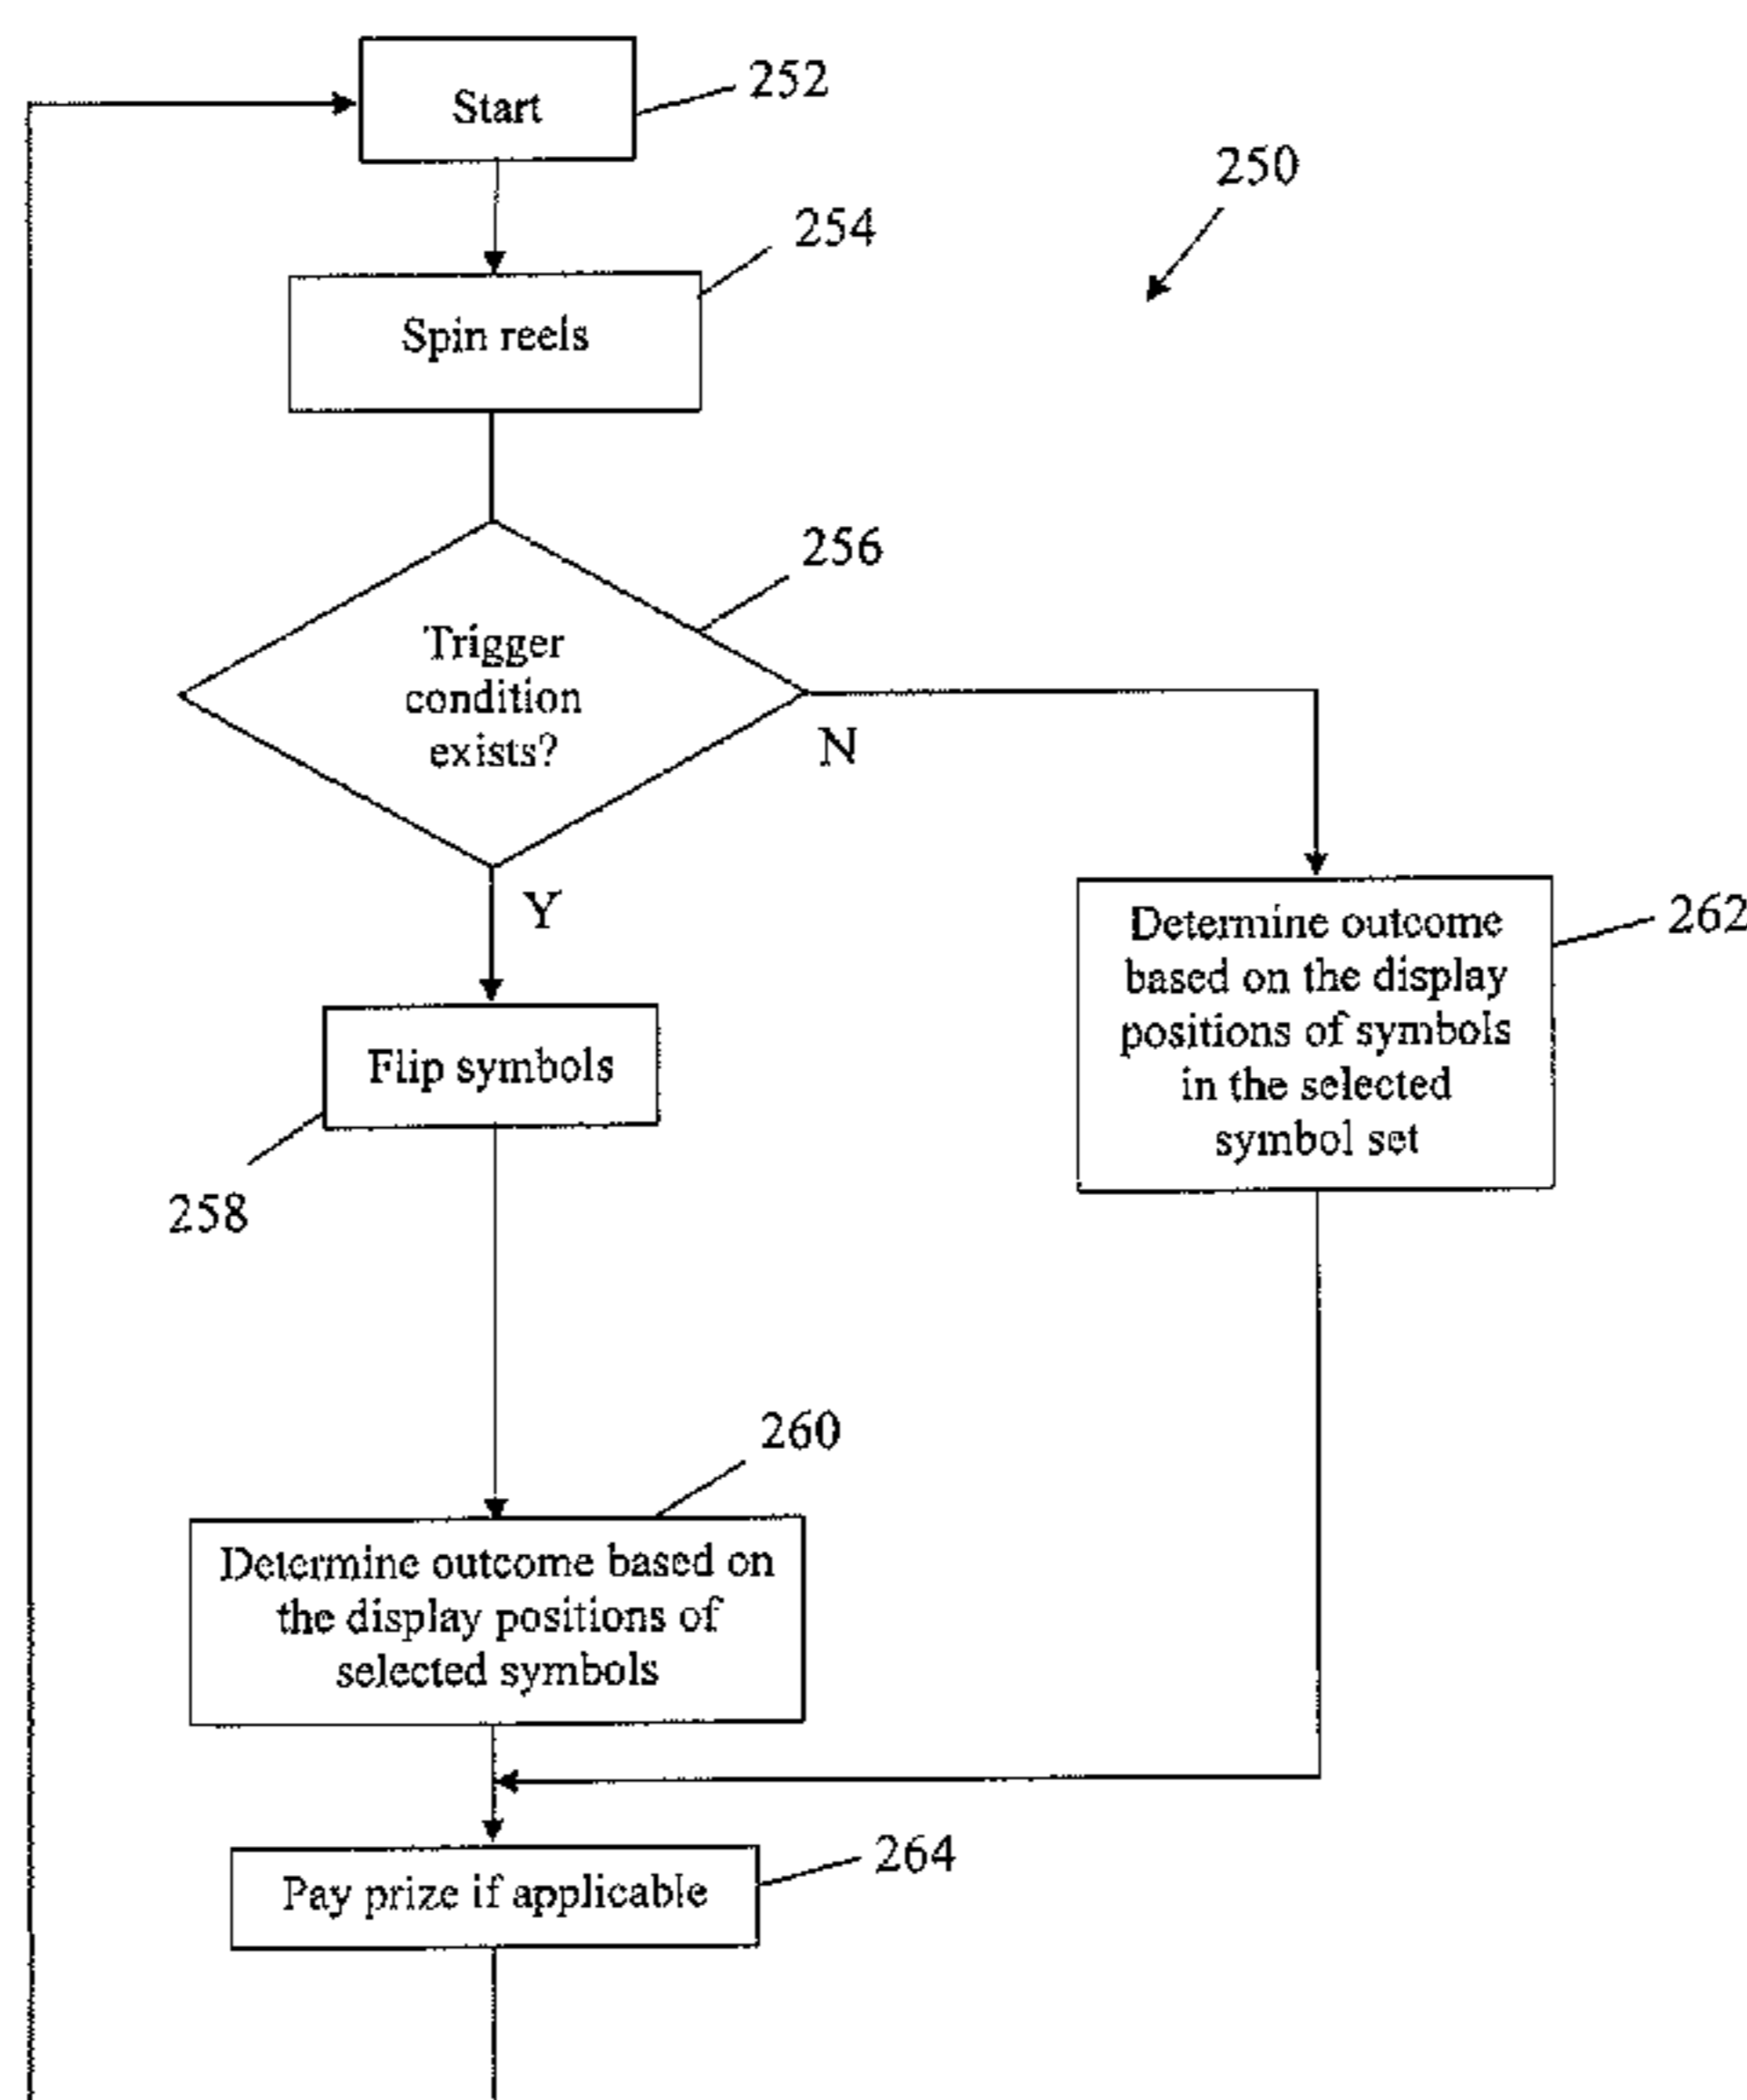 Start
252
250
Spin reels
254
Trigger
condition
exists?
256
N
Y
Flip symbols
258
Determine outcome
based on the display
positions of symbols
in the selected
symbol set
262
260
Determine outcome based on
the display positions of
selected symbols
Pay prize if applicable
264